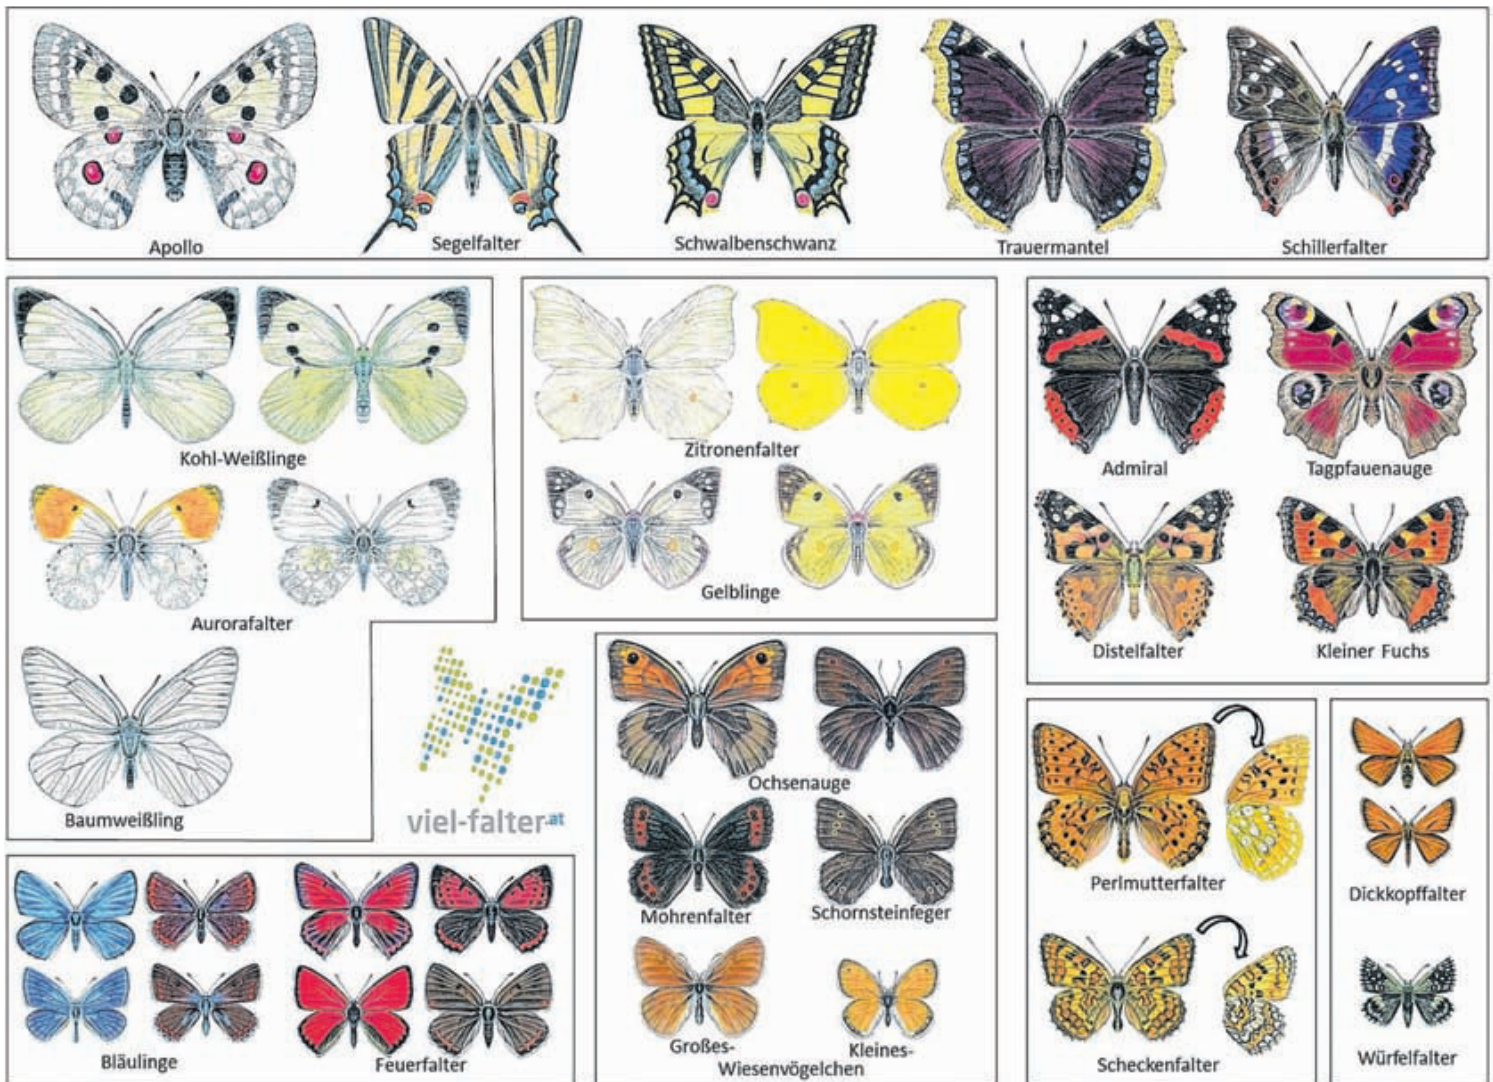 Apollo
Segelfalter
Schwalbenschwanz
Trauermantel
Schillerfalter
Kohl-Weißlinge
Aurorafalter
Baumweißling
Zitronenfalter
Gelblinge
Admiral
Tagpfauenauge
Distelfalter
Kleiner Fuchs
viel-falter.at
Ochsenauge
Mohrenfalter
Schornsteinfeger
Großes-
Kleines-
Wiesenvögelchen
Perlmutterfalter
Scheckenfalter
Dickkopffalter
Würfelfalter
Bläulinge
Feuerfalter